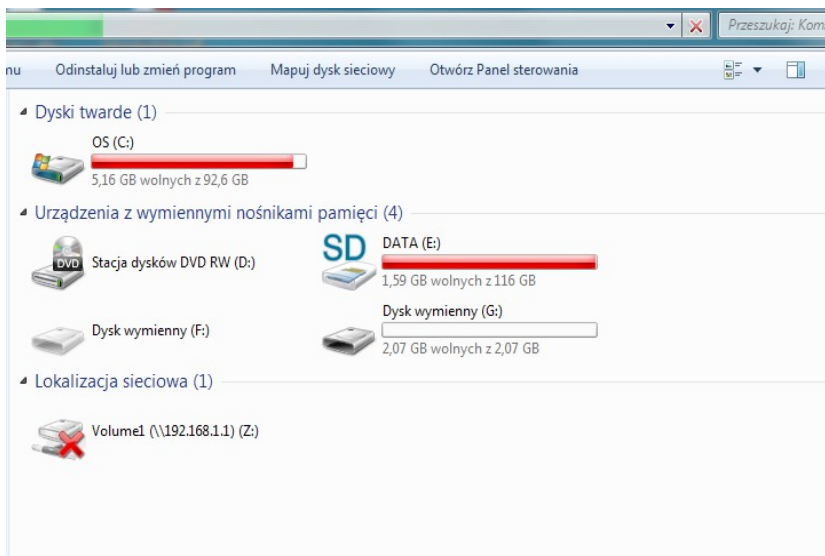 Przeszukaj: Kom
mu Odinstaluj lub zmień program Mapuj dysk sieciowy Otwórz Panel sterowania
Dyski twarde (1)
OS (C:)
5,16 GB wolnych z 92,6 GB
Urządzenia z wymiennymi nośnikami pamięci (4)
DVD
Stacja dysków DVD RW (D:)
SD
DATA (E:)
1,59 GB wolnych z 116 GB
Dysk wymienny (F:)
Dysk wymienny (G:)
2,07 GB wolnych z 2,07 GB
Lokalizacja sieciowa (1)
Volume1 (\\192.168.1.1) (Z:)